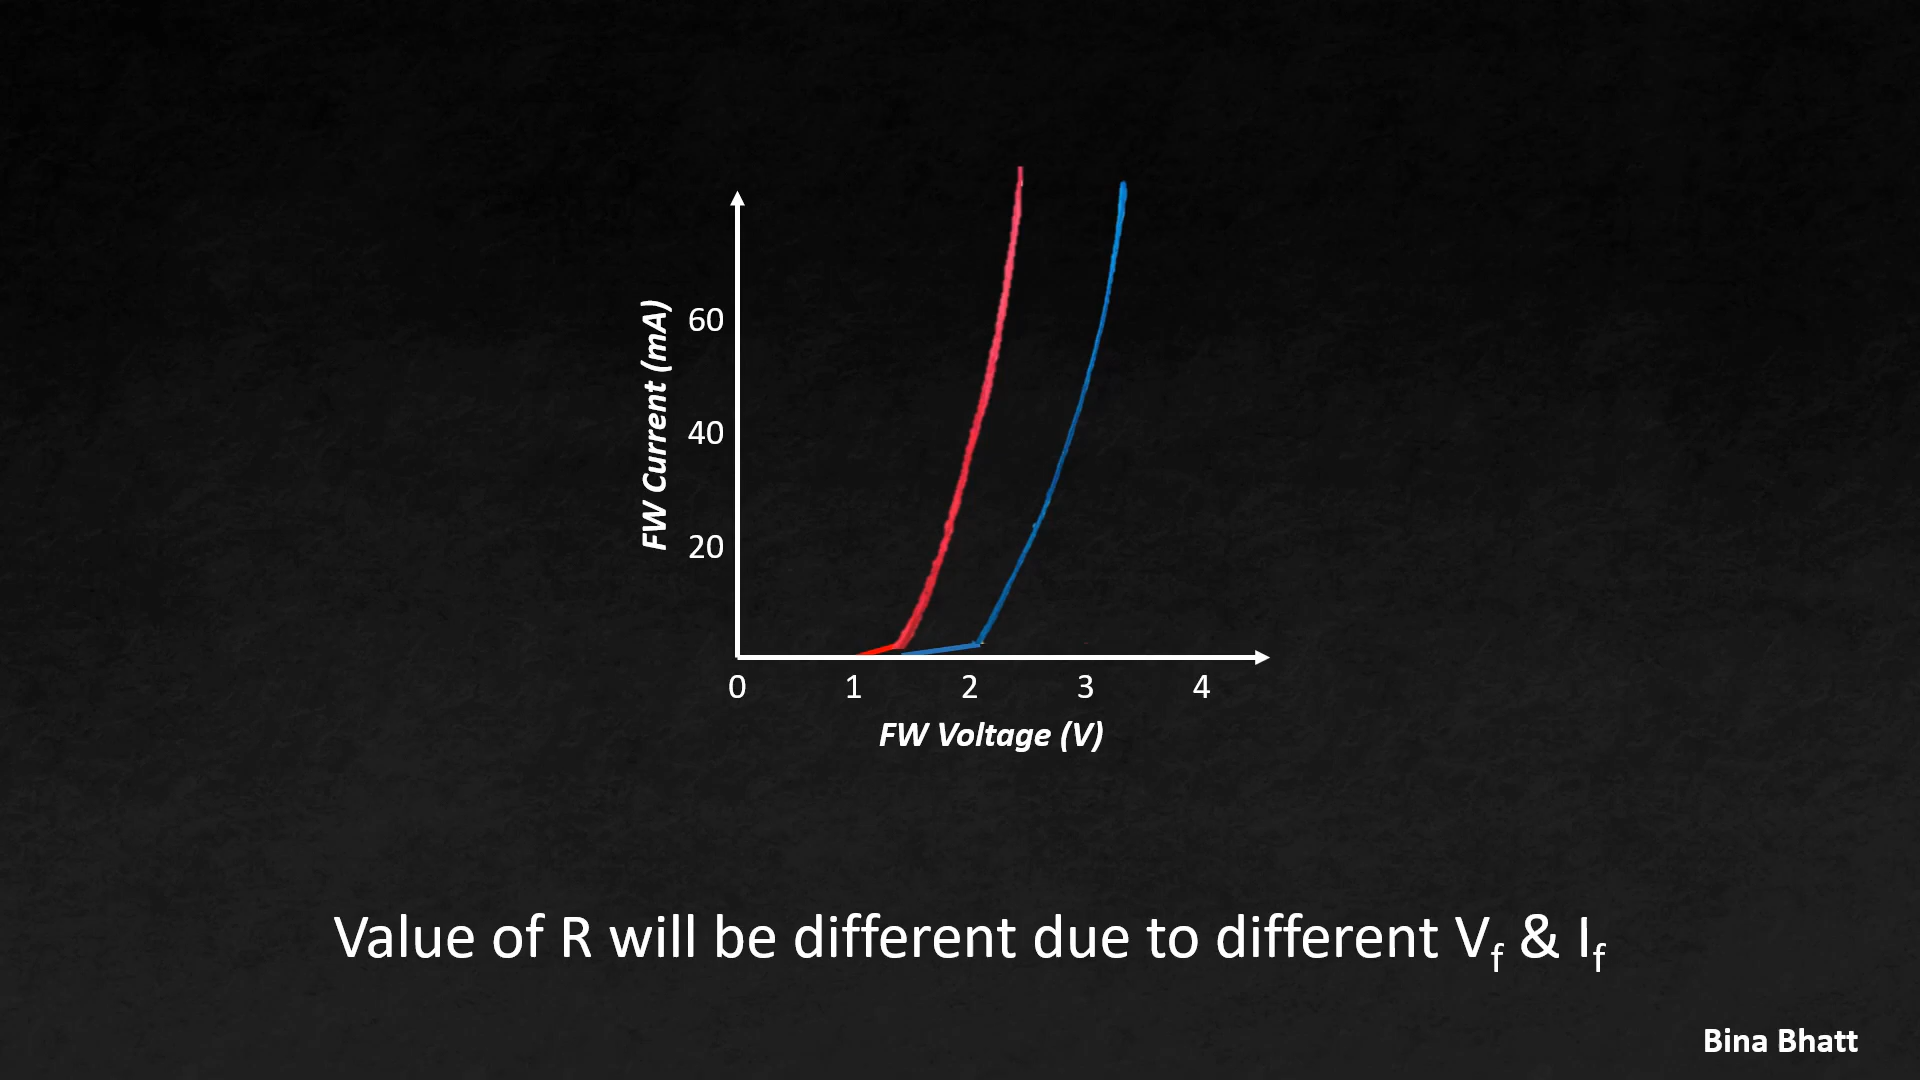 60
40
20
FW Current (mA)
0 1 2 3 4
FW Voltage (V)
Value of R will be different due to different Vf & If
Bina Bhatt